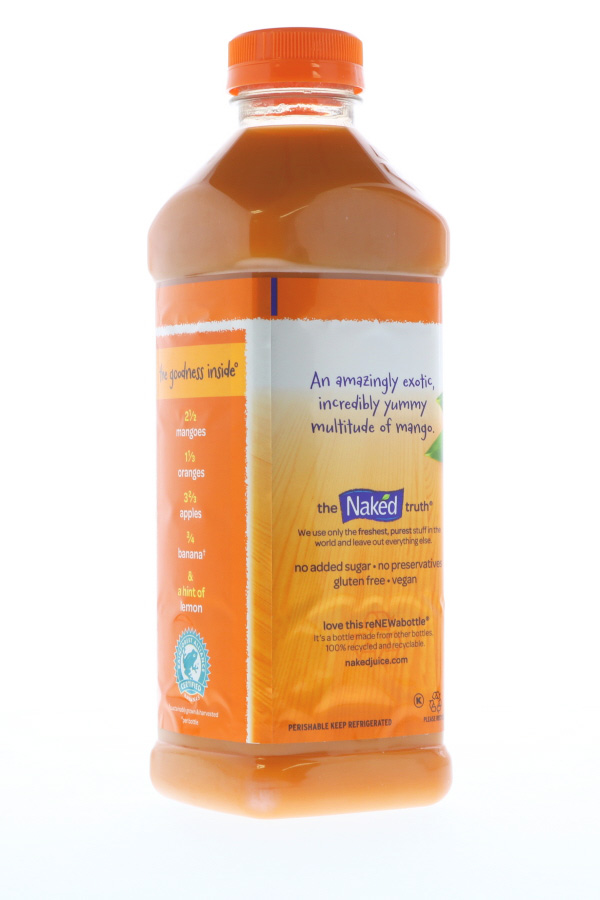 the goodness inside°
2½
mangoes
1½
oranges
apples
¾
banana†
&
a hint of
lemon
CERTIFIED
An amazingly exotic,
incredibly yummy
multitude of mango.
the Naked truth®
We use only the freshest, purest stuff in the
world and leave out everything else.
no added sugar • no preservatives
gluten free • vegan
love this reNEWabottle®
It's a bottle made from other bottles.
100% recycled and recyclable.
nakedjuice.com
K
PERISHABLE KEEP REFRIGERATED
PLEASE